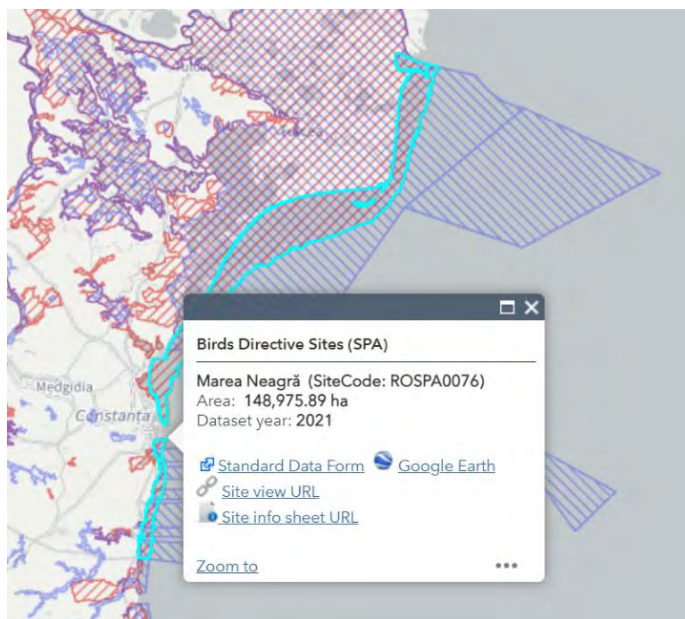 Birds Directive Sites (SPA)
Marea Neagră (SiteCode: ROSPA0076)
Area: 148,975.89 ha
Dataset year: 2021
Standard Data Form Google Earth
Site view URL
Site info sheet URL
Zoom to
Medgidia
Constanța